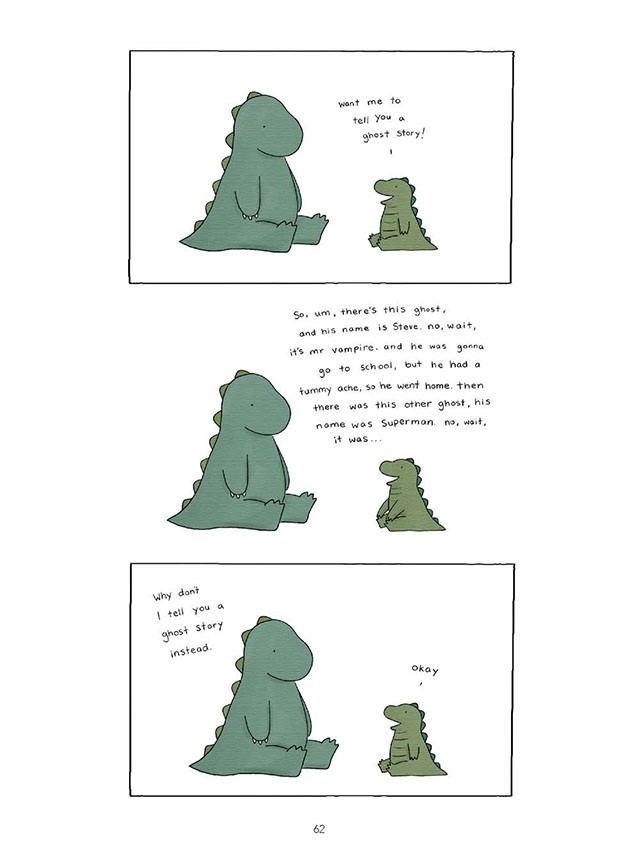 want me to
tell you a
ghost story!
So, um, there's this ghost,
and his name is Steve. no, wait,
it's mr vampire. and he was gonna
go to school, but he had a
tummy ache, so he went home. then
there was this other ghost, his
name was Superman. no, wait,
it was...
Why don't
I tell you a
ghost story
instead.
okay
62